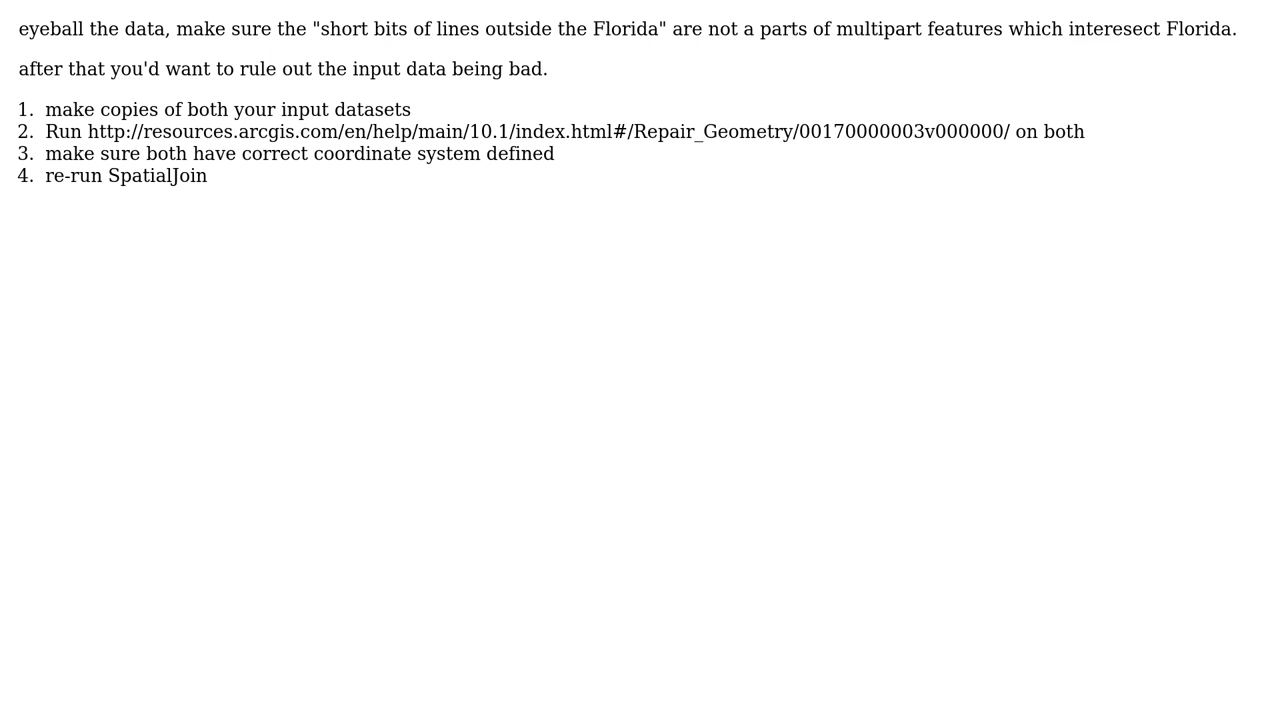 eyeball the data, make sure the "short bits of lines outside the Florida" are not a parts of multipart features which interesect Florida.
after that you'd want to rule out the input data being bad.
1. make copies of both your input datasets
2. Run http://resources.arcgis.com/en/help/main/10.1/index.html#/Repair_Geometry/00170000003v000000/ on both
3. make sure both have correct coordinate system defined
4. re-run SpatialJoin